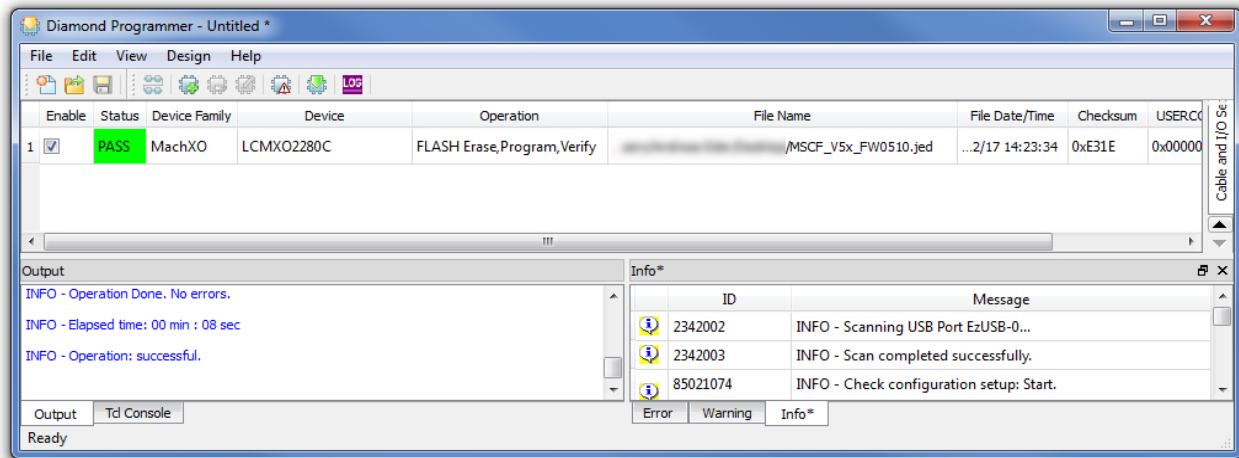 Diamond Programmer - Untitled *
File Edit View Design Help
LOG
Enable Status Device Family Device Operation File Name File Date/Time Checksum USERCO
1 PASS MachXO LCMXO2280C FLASH Erase,Program,Verify /MSCF_V5x_FW0510.jed ...2/17 14:23:34 0xE31E 0x00000
Cable and I/O Se
Output
INFO - Operation Done. No errors.
INFO - Elapsed time: 00 min : 08 sec
INFO - Operation: successful.
Output Tcl Console
Info*
ID Message
2342002 INFO - Scanning USB Port EzUSB-0...
2342003 INFO - Scan completed successfully.
85021074 INFO - Check configuration setup: Start.
Error Warning Info*
Ready